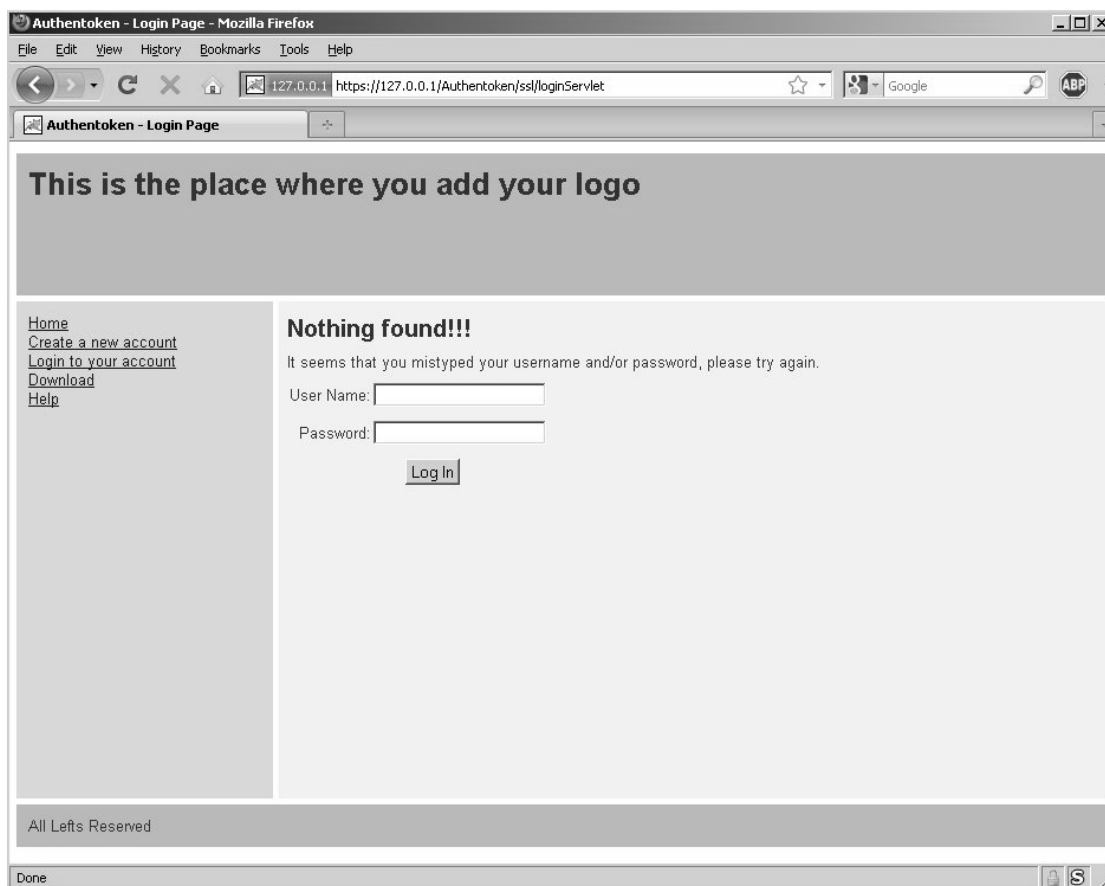 Authentoken - Login Page - Mozilla Firefox
File Edit View History Bookmarks Tools Help
127.0.0.1 https://127.0.0.1/Authentoken/ssl/loginServlet Google ABP
Authentoken - Login Page
This is the place where you add your logo
Home
Create a new account
Login to your account
Download
Help
Nothing found!!!
It seems that you mistyped your username and/or password, please try again.
User Name:
Password:
Log In
All Lefts Reserved
Done S